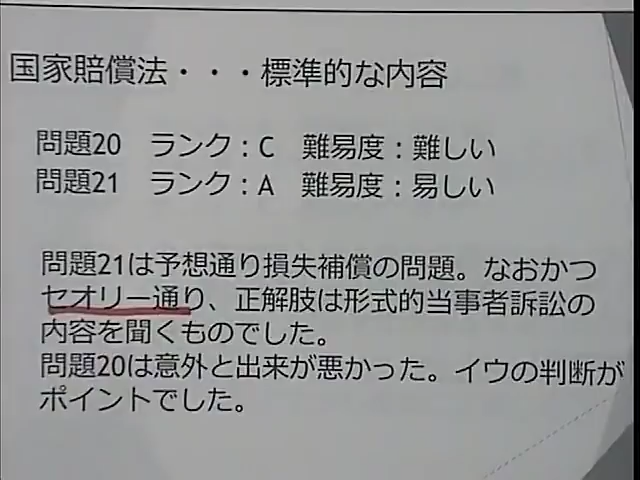 国家賠償法・・・標準的な内容
問題20 ランク：C 難易度：難しい
問題21 ランク：A 難易度：易しい
問題21は予想通り損失補償の問題。なおかつ
セオリー通り、正解肢は形式的当事者訴訟の
内容を聞くものでした。
問題20は意外と出来が悪かった。イウの判断が
ポイントでした。